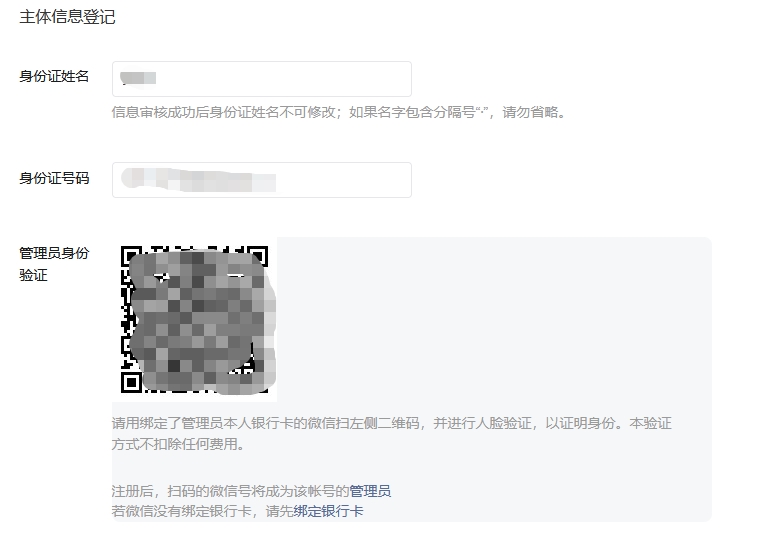 主体信息登记
身份证姓名
信息审核成功后身份证姓名不可修改；如果名字包含分隔号“·”，请勿省略。
身份证号码
管理员身份
验证
请用绑定了管理员本人银行卡的微信扫左侧二维码，并进行人脸验证，以证明身份。本验证
方式不扣除任何费用。
注册后，扫码的微信号将成为该帐号的管理员
若微信没有绑定银行卡，请先绑定银行卡